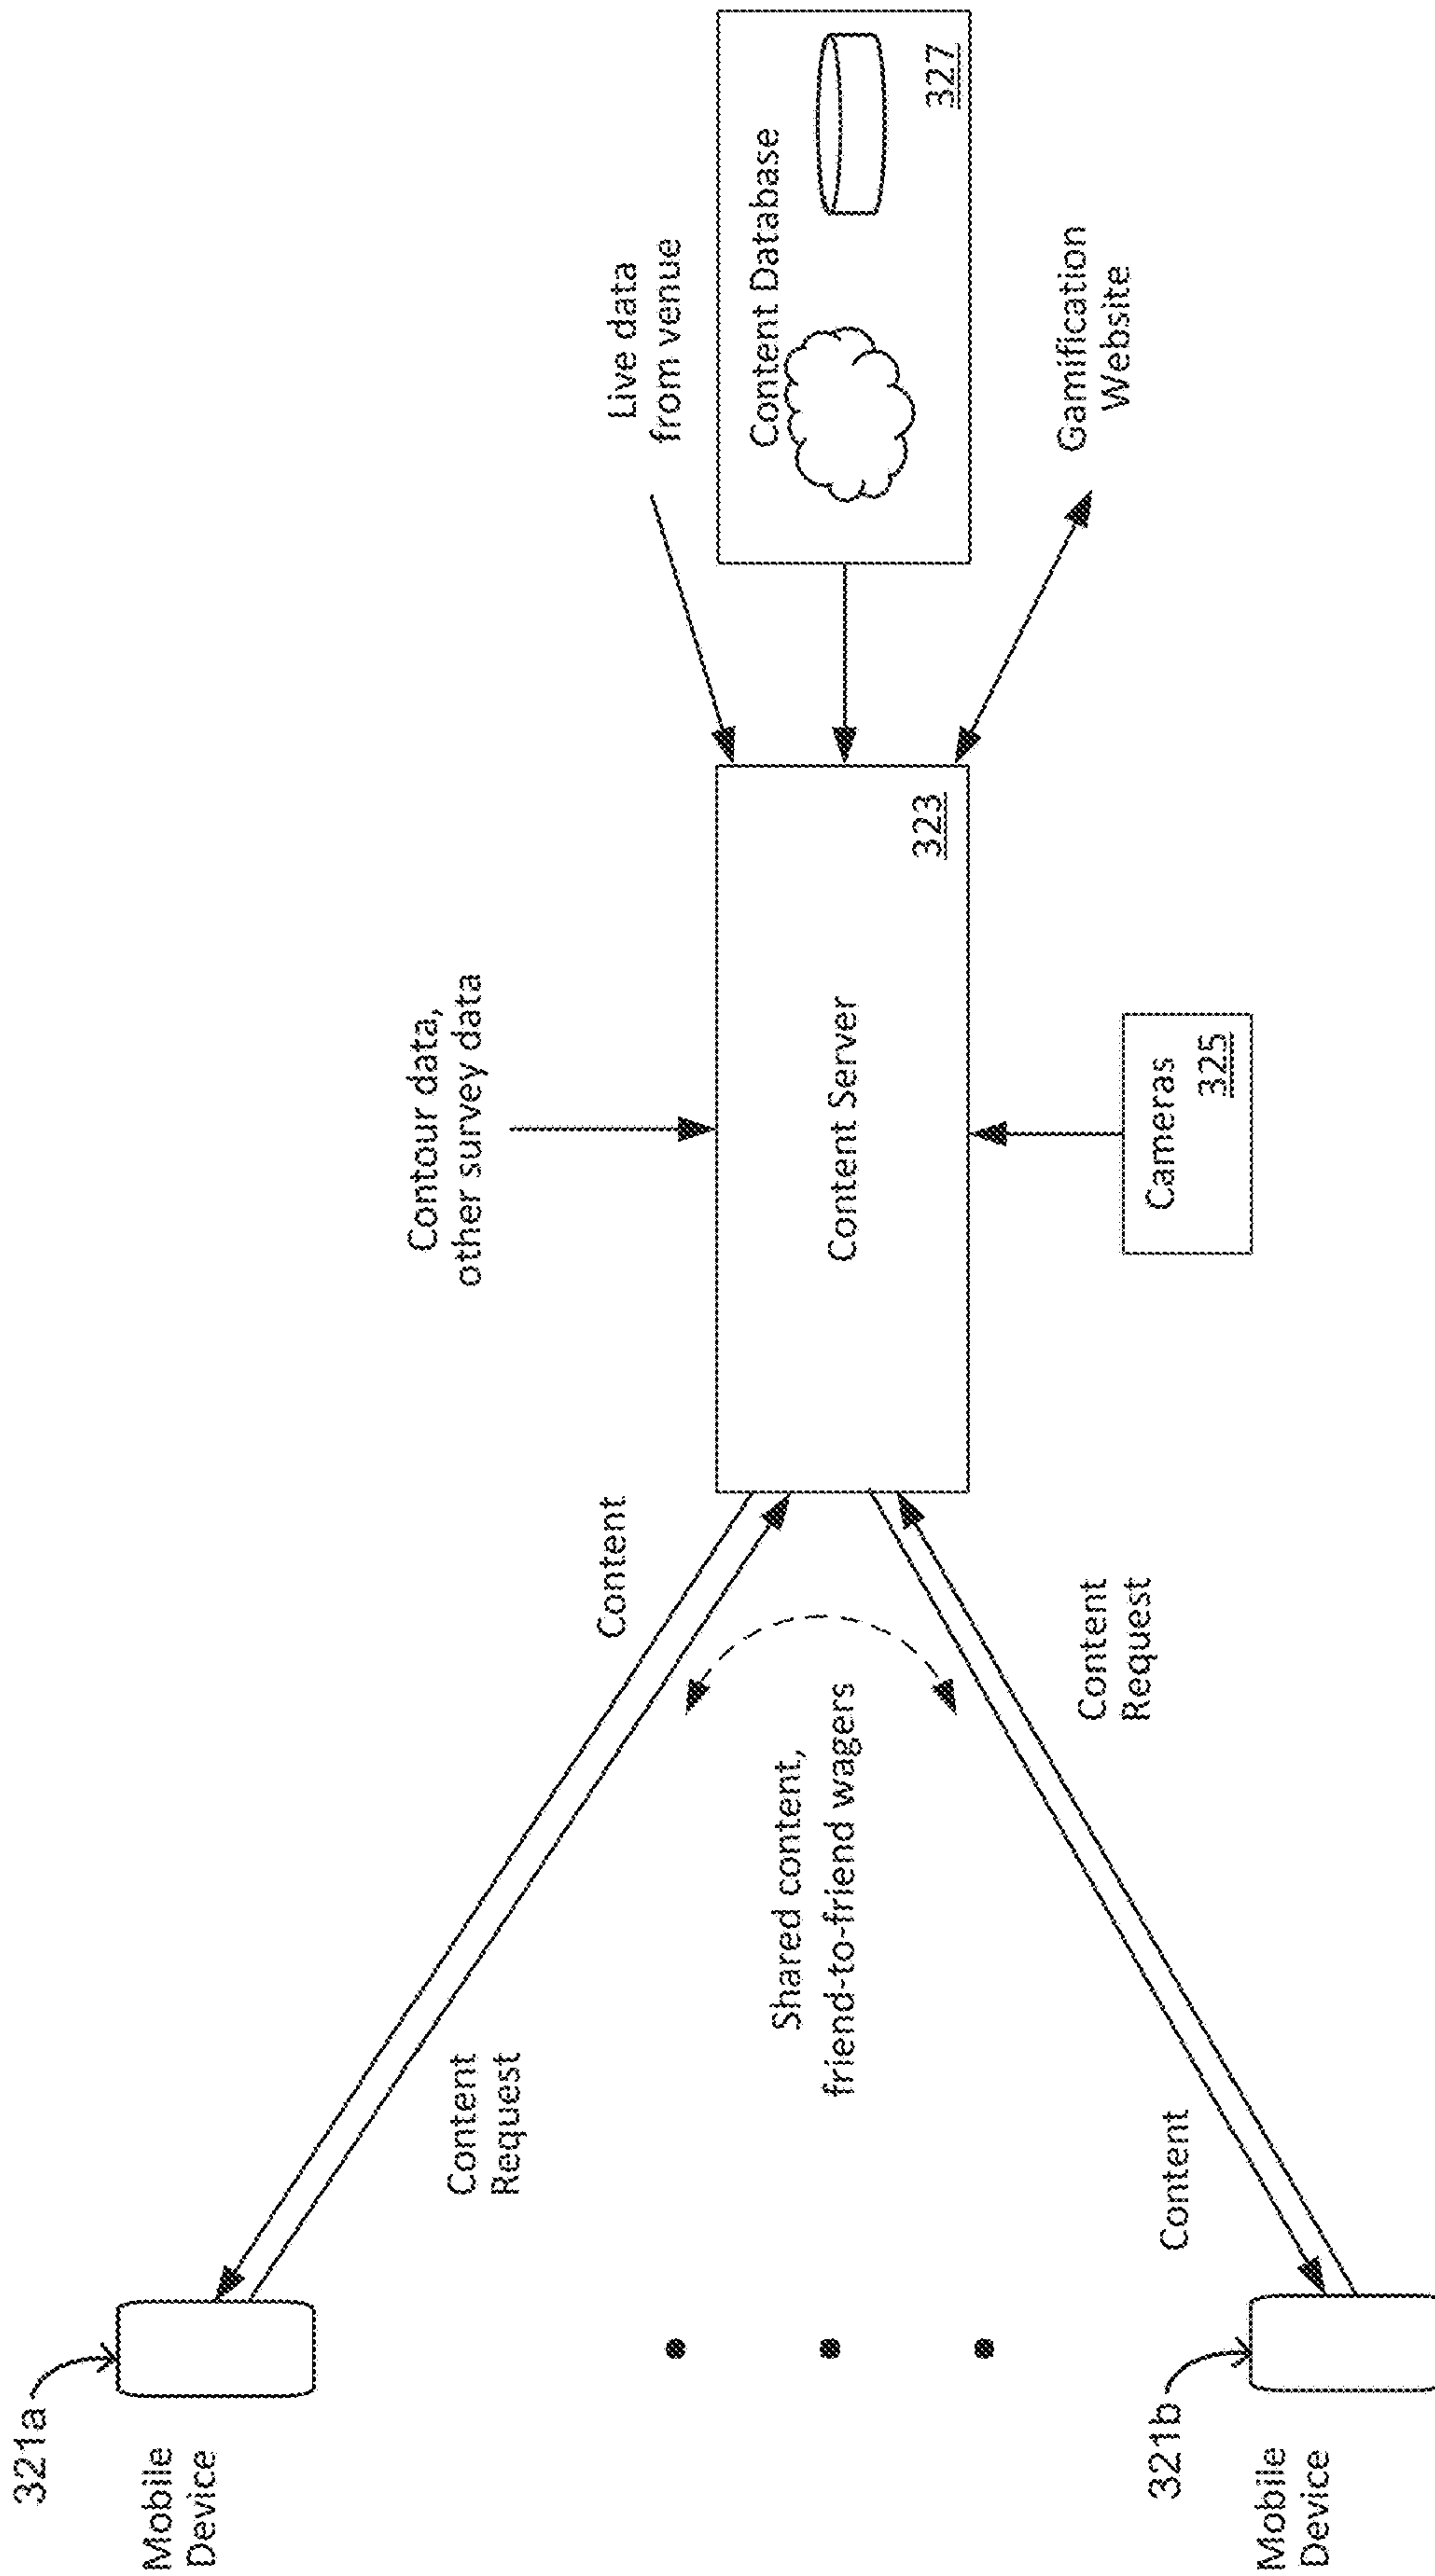 321a
Mobile
Device
Content
Request
Content
Contour data,
other survey data
Live data
from venue
Shared content,
friend-to-friend wagers
Content Server
323
Content Database
327
321b
Mobile
Device
Content
Content
Request
Cameras
325
Gamification
Website